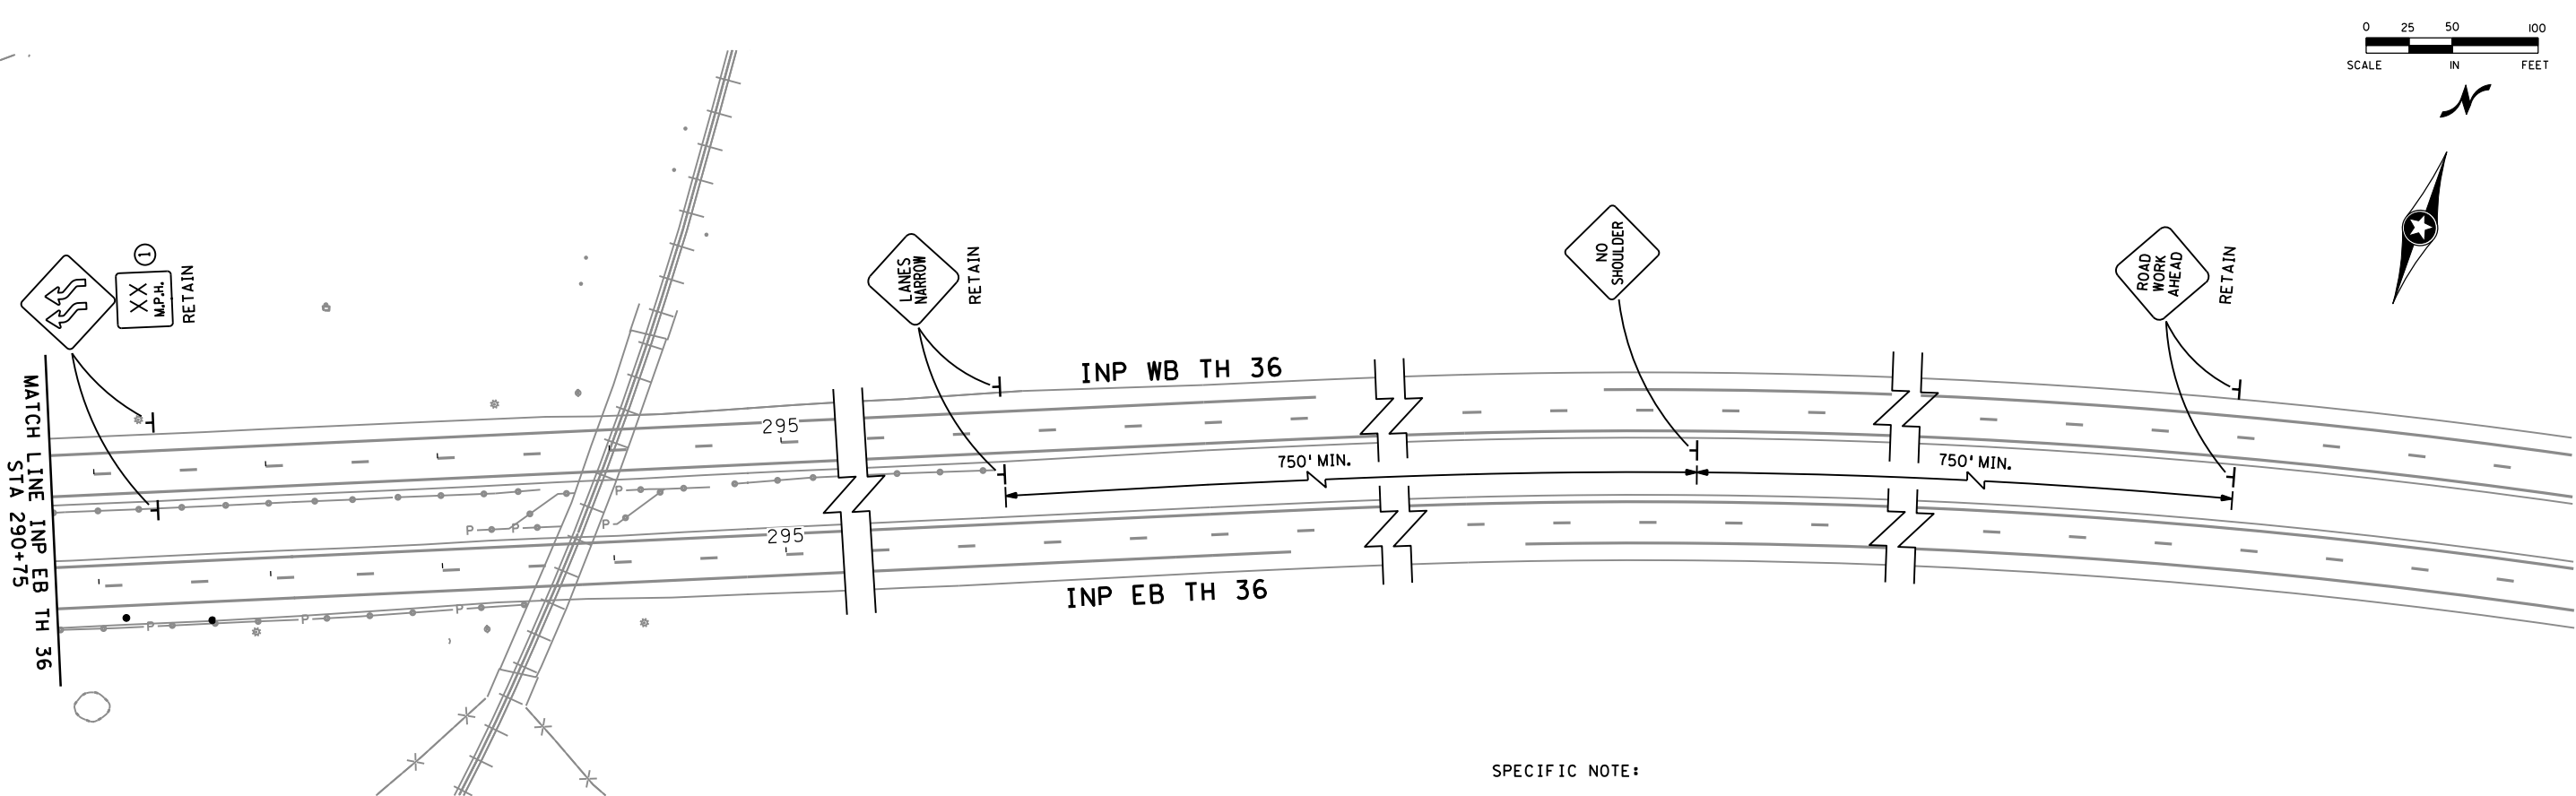 0 25 50 100
SCALE IN FEET
N
1
XX
M.P.H.
RETAIN
LANES
NARROW
RETAIN
NO
SHOULDER
ROAD
WORK
AHEAD
RETAIN
INP WB TH 36
295
750' MIN.
750' MIN.
P
P
P
P
295
P
P
P
INP EB TH 36
MATCH LINE INP EB TH 36
STA 290+75
SPECIFIC NOTE: